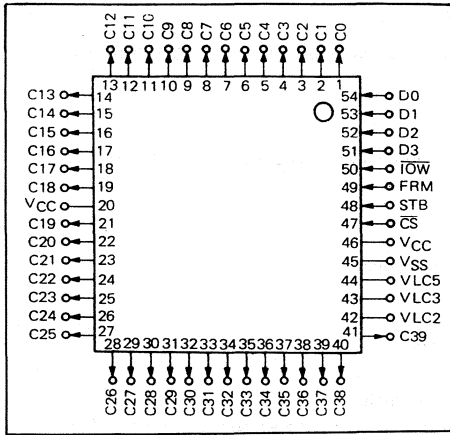 C12 C11 C10 C9 C8 C7 C6 C5 C4 C3 C2 C1 C0
13 12 11 10 9 8 7 6 5 4 3 2 1
C13 14 54 D0
C14 15 53 D1
C15 16 52 D2
C16 17 51 D3
C17 18 50 I̅O̅W̅
C18 19 49 FRM
VCC 20 48 STB
C19 21 47 C̅S̅
C20 22 46 VCC
C21 23 45 VSS
C22 24 44 VLC5
C23 25 43 VLC3
C24 26 42 VLC2
C25 27 41 C39
28 29 30 31 32 33 34 35 36 37 38 39 40
C26 C27 C28 C29 C30 C31 C32 C33 C34 C35 C36 C37 C38